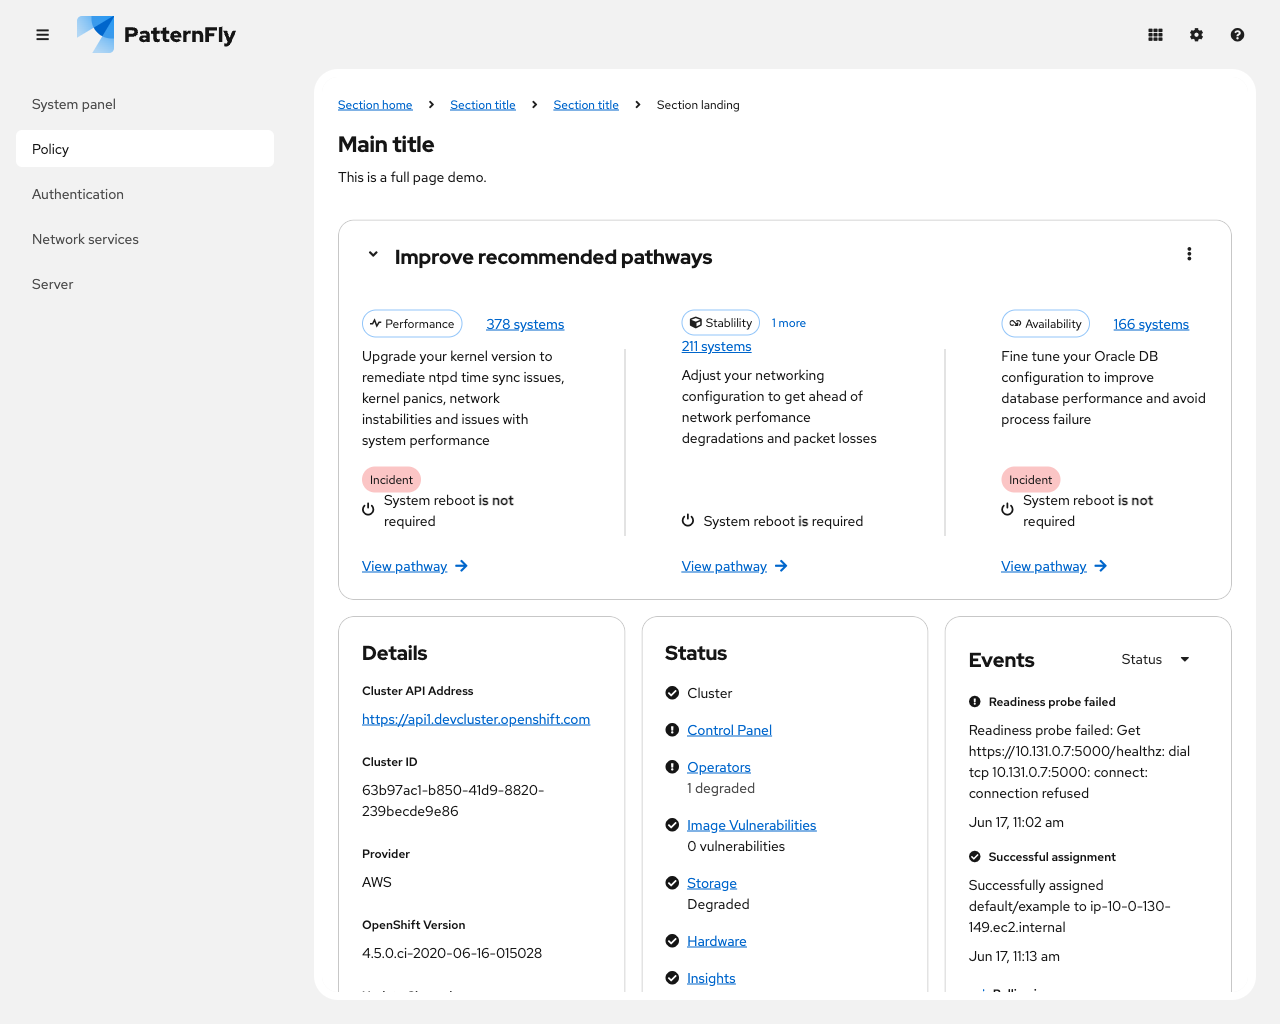 PatternFly
System panel
Policy
Authentication
Network services
Server
Section home
Section title
Section title
Section landing
Main title
This is a full page demo.
Improve recommended pathways
Performance
378 systems
Upgrade your kernel version to
remediate ntpd time sync issues,
kernel panics, network
instabilities and issues with
system performance
Incident
System reboot is not
required
View pathway
Stablility
1 more
211 systems
Adjust your networking
configuration to get ahead of
network perfomance
degradations and packet losses
System reboot is required
View pathway
Availability
166 systems
Fine tune your Oracle DB
configuration to improve
database performance and avoid
process failure
Incident
System reboot is not
required
View pathway
Details
Cluster API Address
https://api1.devcluster.openshift.com
Cluster ID
63b97ac1-b850-41d9-8820-
239becde9e86
Provider
AWS
OpenShift Version
4.5.0.ci-2020-06-16-015028
Status
Cluster
Control Panel
Operators
1 degraded
Image Vulnerabilities
0 vulnerabilities
Storage
Degraded
Hardware
Insights
Events
Status
Readiness probe failed
Readiness probe failed: Get
https://10.131.0.7:5000/healthz: dial
tcp 10.131.0.7:5000: connect:
connection refused
Jun 17, 11:02 am
Successful assignment
Successfully assigned
default/example to ip-10-0-130-
149.ec2.internal
Jun 17, 11:13 am